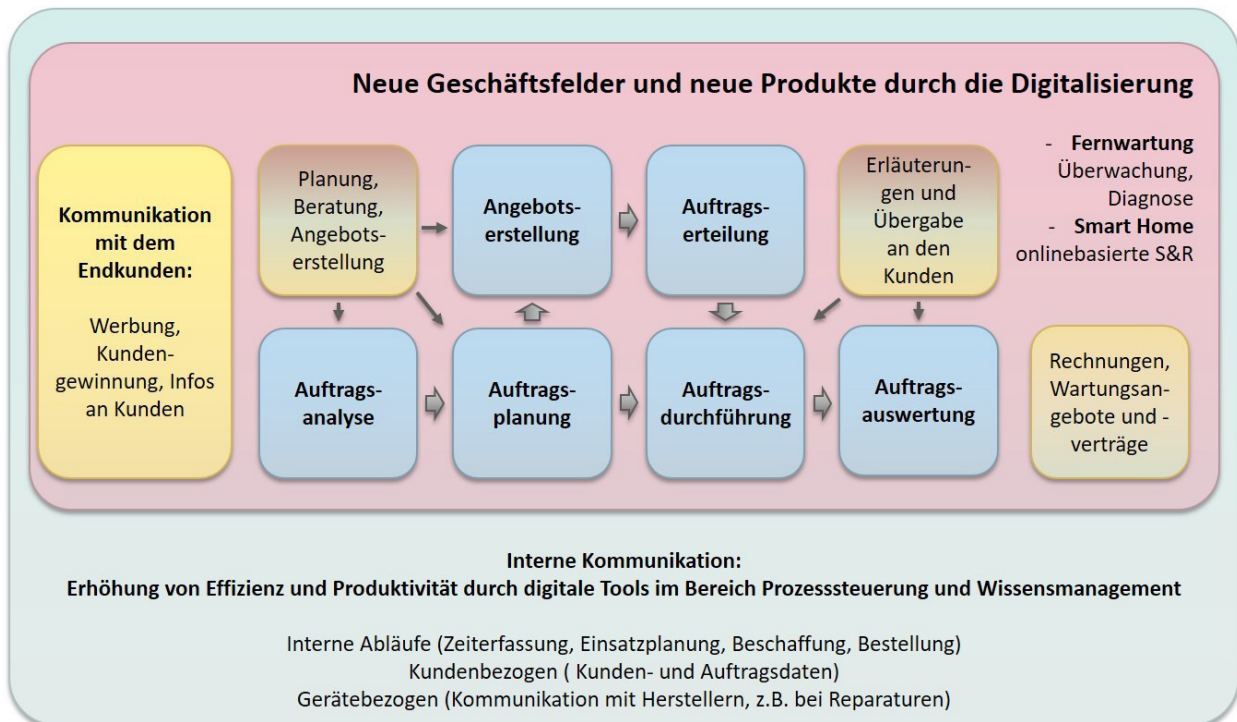 Neue Geschäftsfelder und neue Produkte durch die Digitalisierung
Kommunikation
mit dem
Endkunden:
Werbung,
Kunden-
gewinnung, Infos
an Kunden
Planung,
Beratung,
Angebots-
erstellung
Angebots-
erstellung
Auftrags-
erteilung
Erläuterun-
gen und
Übergabe
an den
Kunden
- Fernwartung
Überwachung,
Diagnose
- Smart Home
onlinebasierte S&R
Auftrags-
analyse
Auftrags-
planung
Auftrags-
durchführung
Auftrags-
auswertung
Rechnungen,
Wartungsan-
gebote und -
verträge
Interne Kommunikation:
Erhöhung von Effizienz und Produktivität durch digitale Tools im Bereich Prozesssteuerung und Wissensmanagement
Interne Abläufe (Zeiterfassung, Einsatzplanung, Beschaffung, Bestellung)
Kundenbezogen ( Kunden- und Auftragsdaten)
Gerätebezogen (Kommunikation mit Herstellern, z.B. bei Reparaturen)